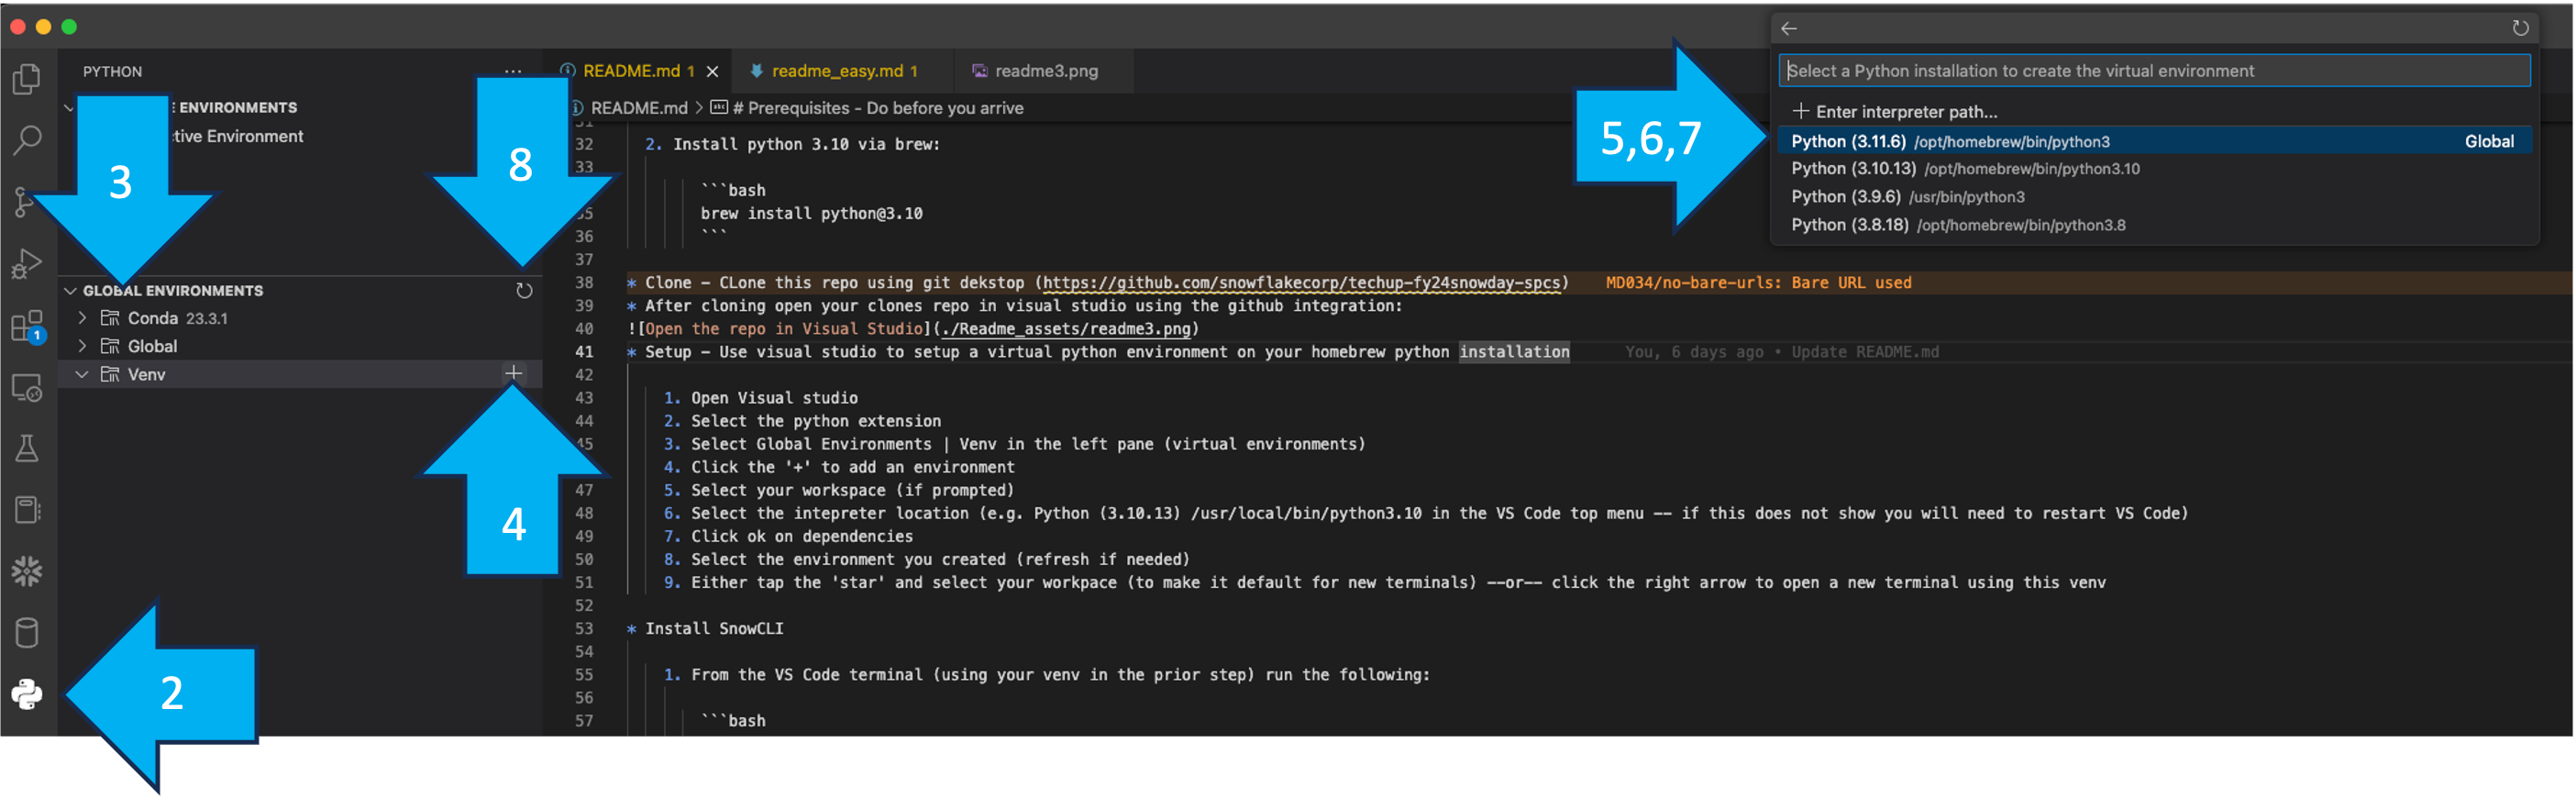 PYTHON
...
E ENVIRONMENTS
ctive Environment
3
8
GLOBAL ENVIRONMENTS
Conda 23.3.1
Global
Venv
+
4
1
2
README.md 1
readme_easy.md 1
readme3.png
README.md > # Prerequisites - Do before you arrive
32 2. Install python 3.10 via brew:
33
```bash
35 brew install python@3.10
36 ```
37
38 * Clone - CLone this repo using git dekstop (https://github.com/snowflakecorp/techup-fy24snowday-spcs) MD034/no-bare-urls: Bare URL used
39 * After cloning open your clones repo in visual studio using the github integration:
40 ![Open the repo in Visual Studio](./Readme_assets/readme3.png)
41 * Setup - Use visual studio to setup a virtual python environment on your homebrew python installation You, 6 days ago • Update README.md
42
43 1. Open Visual studio
44 2. Select the python extension
45 3. Select Global Environments | Venv in the left pane (virtual environments)
4. Click the '+' to add an environment
47 5. Select your workspace (if prompted)
48 6. Select the intepreter location (e.g. Python (3.10.13) /usr/local/bin/python3.10 in the VS Code top menu -- if this does not show you will need to restart VS Code)
49 7. Click ok on dependencies
50 8. Select the environment you created (refresh if needed)
51 9. Either tap the 'star' and select your workpace (to make it default for new terminals) --or-- click the right arrow to open a new terminal using this venv
52
53 * Install SnowCLI
54
55 1. From the VS Code terminal (using your venv in the prior step) run the following:
56
57 ```bash
5,6,7
Select a Python installation to create the virtual environment
+ Enter interpreter path...
Python (3.11.6) /opt/homebrew/bin/python3 Global
Python (3.10.13) /opt/homebrew/bin/python3.10
Python (3.9.6) /usr/bin/python3
Python (3.8.18) /opt/homebrew/bin/python3.8